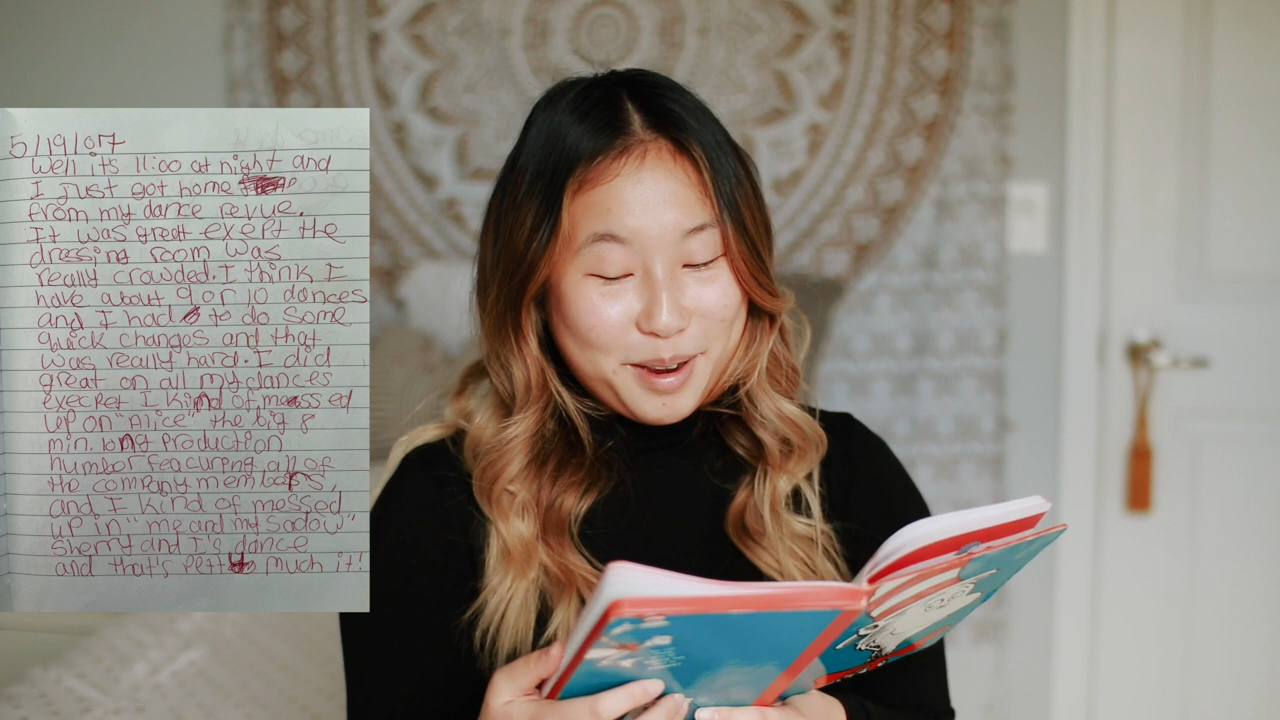 5/19/07
Well its 11:00 at night and
I just got home
from my dance revue.
It was great exept the
dressing room was
really crowded. I think I
have about 9 or 10 dances
and I had to do some
quick changes and that
was really hard. I did
great on all my dances
execpet I kind of messed
up on "Alice" the big 8
min. long production
number feacuring all of
the company members,
and I kind of messed
up in "me and my Sadow"
Sherry and I's dance
and that's petty much it!